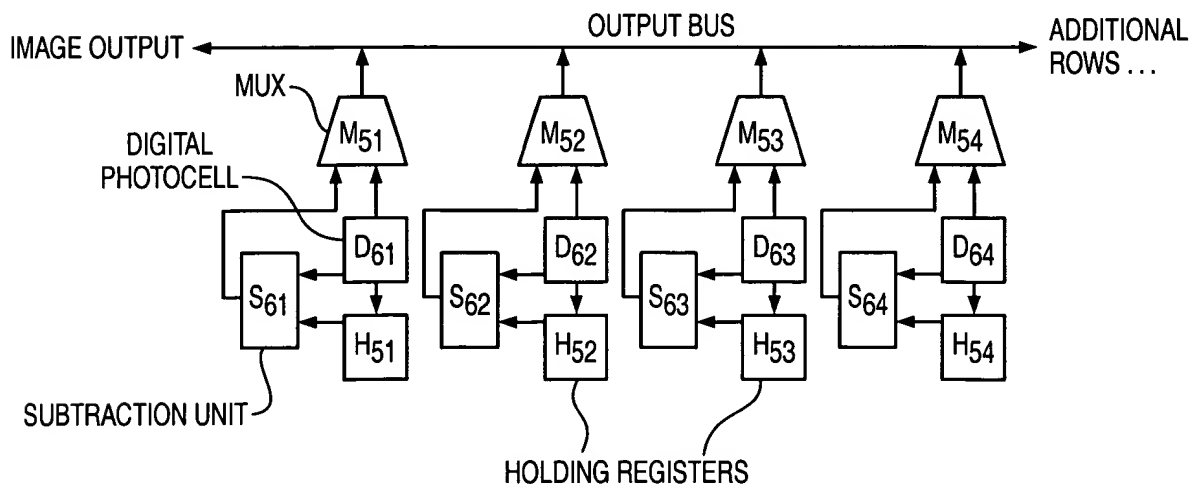 OUTPUT BUS
IMAGE OUTPUT
ADDITIONAL
ROWS . . .
MUX
M51
M52
M53
M54
DIGITAL
PHOTOCELL
D61
D62
D63
D64
S61
S62
S63
S64
H51
H52
H53
H54
SUBTRACTION UNIT
HOLDING REGISTERS